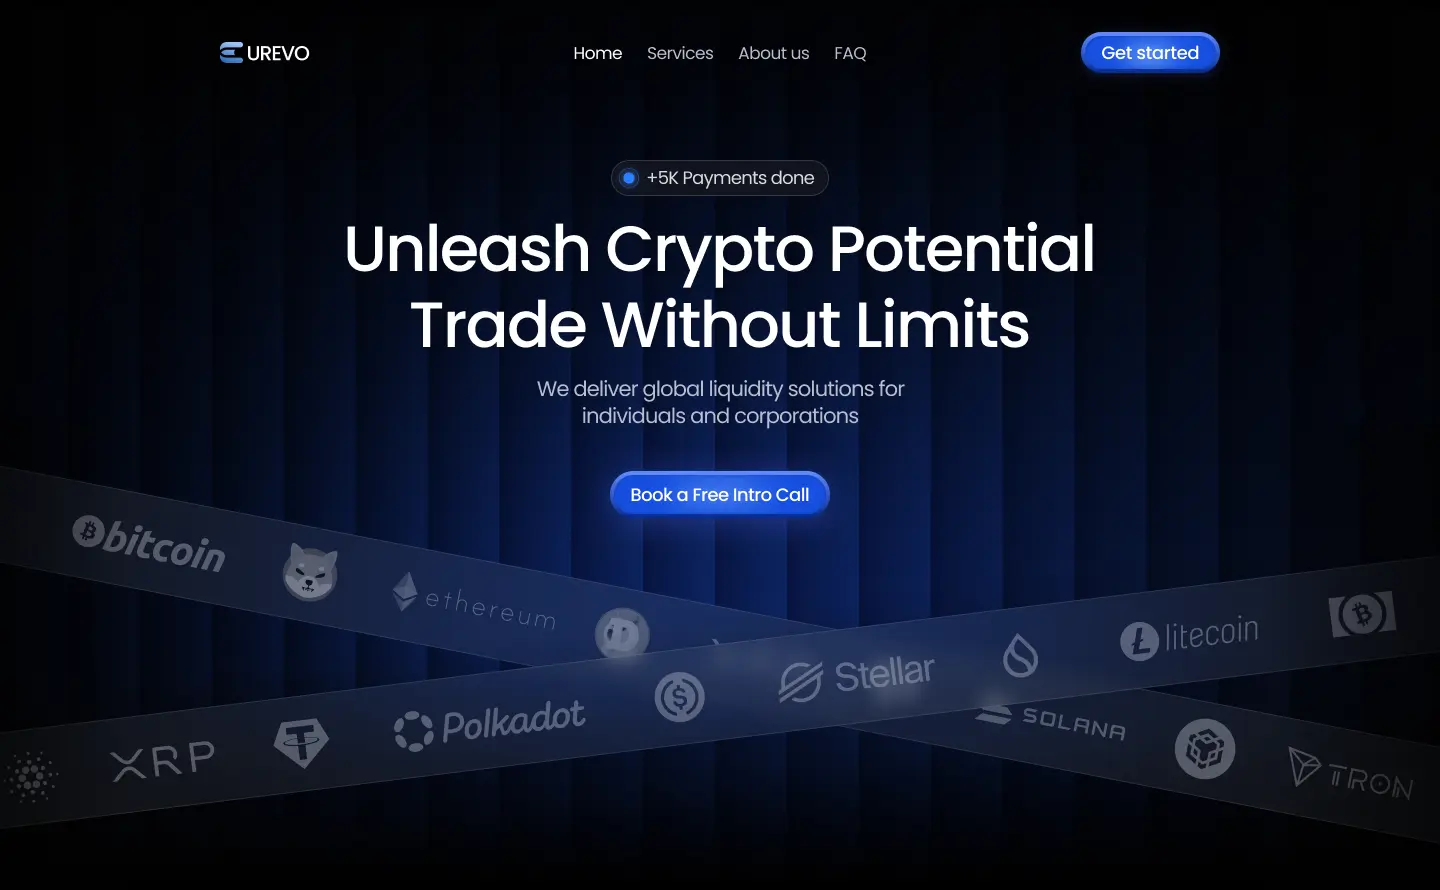 UREVO
Home
Services
About us
FAQ
Get started
+5K Payments done
Unleash Crypto Potential
Trade Without Limits
We deliver global liquidity solutions for
individuals and corporations
Book a Free Intro Call
bitcoin
ethereum
Stellar
litecoin
XRP
Polkadot
SOLANA
TRON